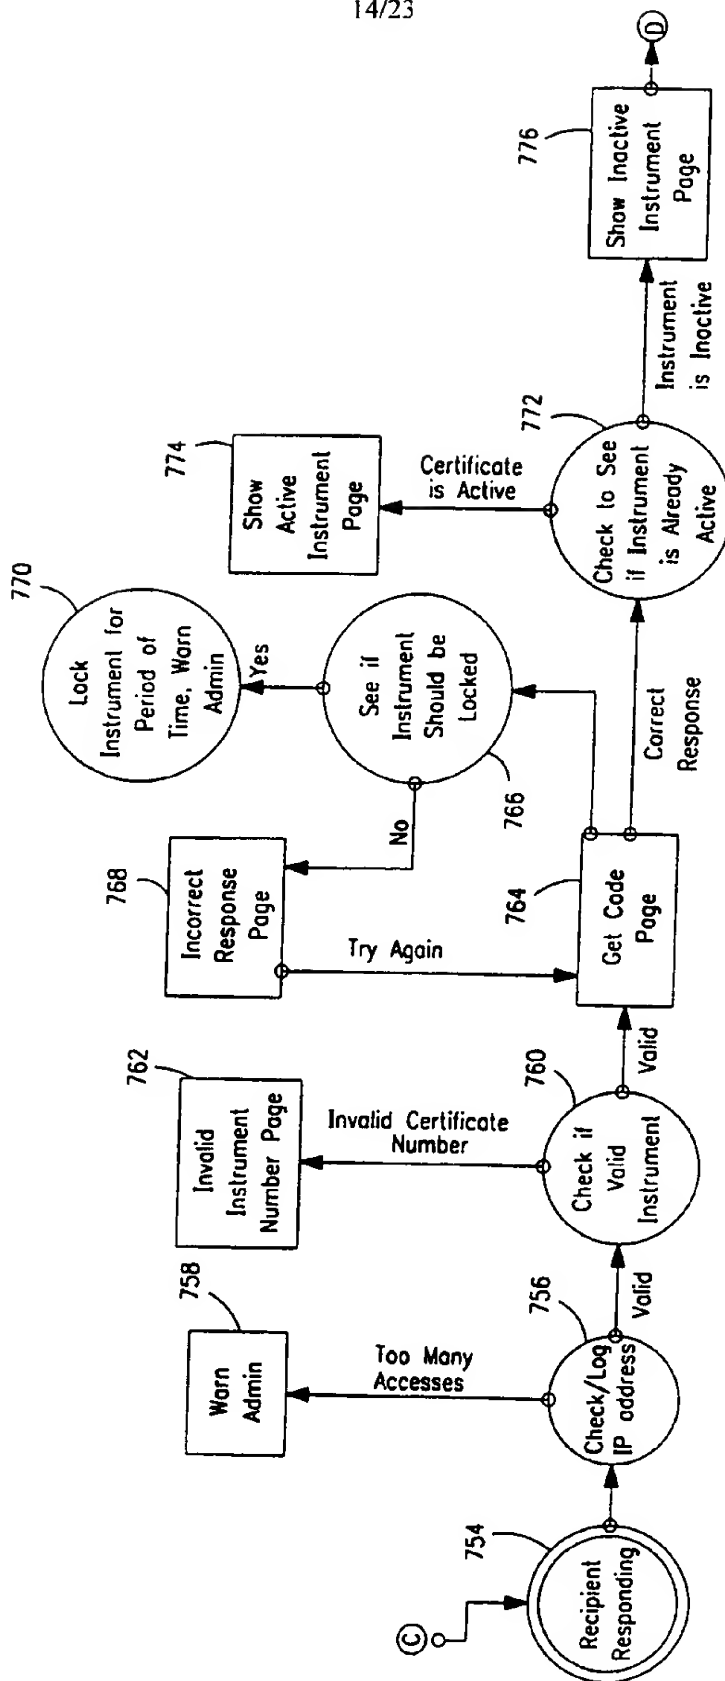 14/23
C
754
Recipient
Responding
756
Check/Log
IP address
Too Many
Accesses
758
Warn
Admin
Valid
760
Check if
Valid
Instrument
Invalid Certificate
Number
762
Invalid
Instrument
Number Page
Valid
764
Get Code
Page
Try Again
768
Incorrect
Response
Page
No
766
See if
Instrument
Should be
Locked
Yes
770
Lock
Instrument for
Period of
Time, Warn
Admin
Correct
Response
772
Check to See
if Instrument
is Already
Active
Certificate
is Active
774
Show
Active
Instrument
Page
Instrument
is Inactive
776
Show Inactive
Instrument
Page
D